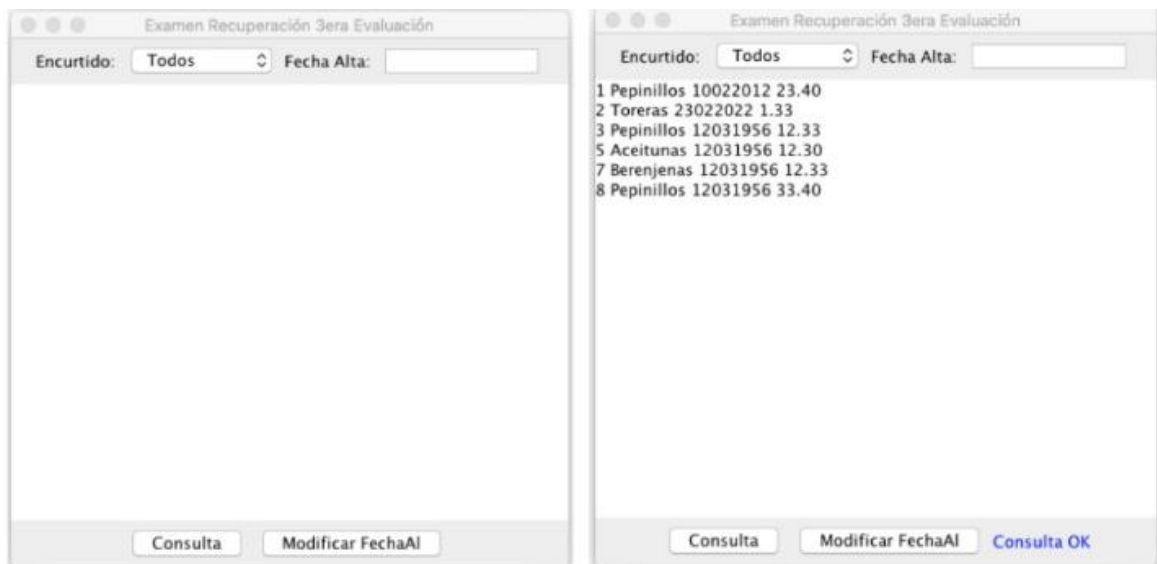 Examen Recuperación 3era Evaluación
Encurtido: Todos Fecha Alta:
Consulta Modificar FechaAl
Examen Recuperación 3era Evaluación
Encurtido: Todos Fecha Alta:
1 Pepinillos 10022012 23.40
2 Toreras 23022022 1.33
3 Pepinillos 12031956 12.33
5 Aceitunas 12031956 12.30
7 Berenjenas 12031956 12.33
8 Pepinillos 12031956 33.40
Consulta Modificar FechaAl Consulta OK